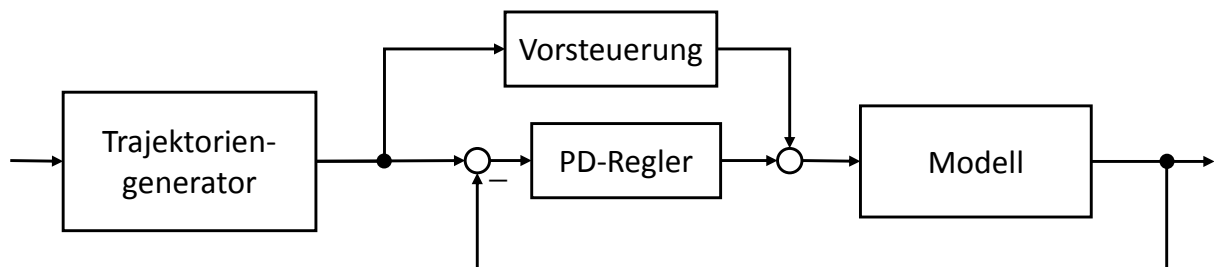 Vorsteuerung
Trajektorien-
generator
PD-Regler
Modell
–